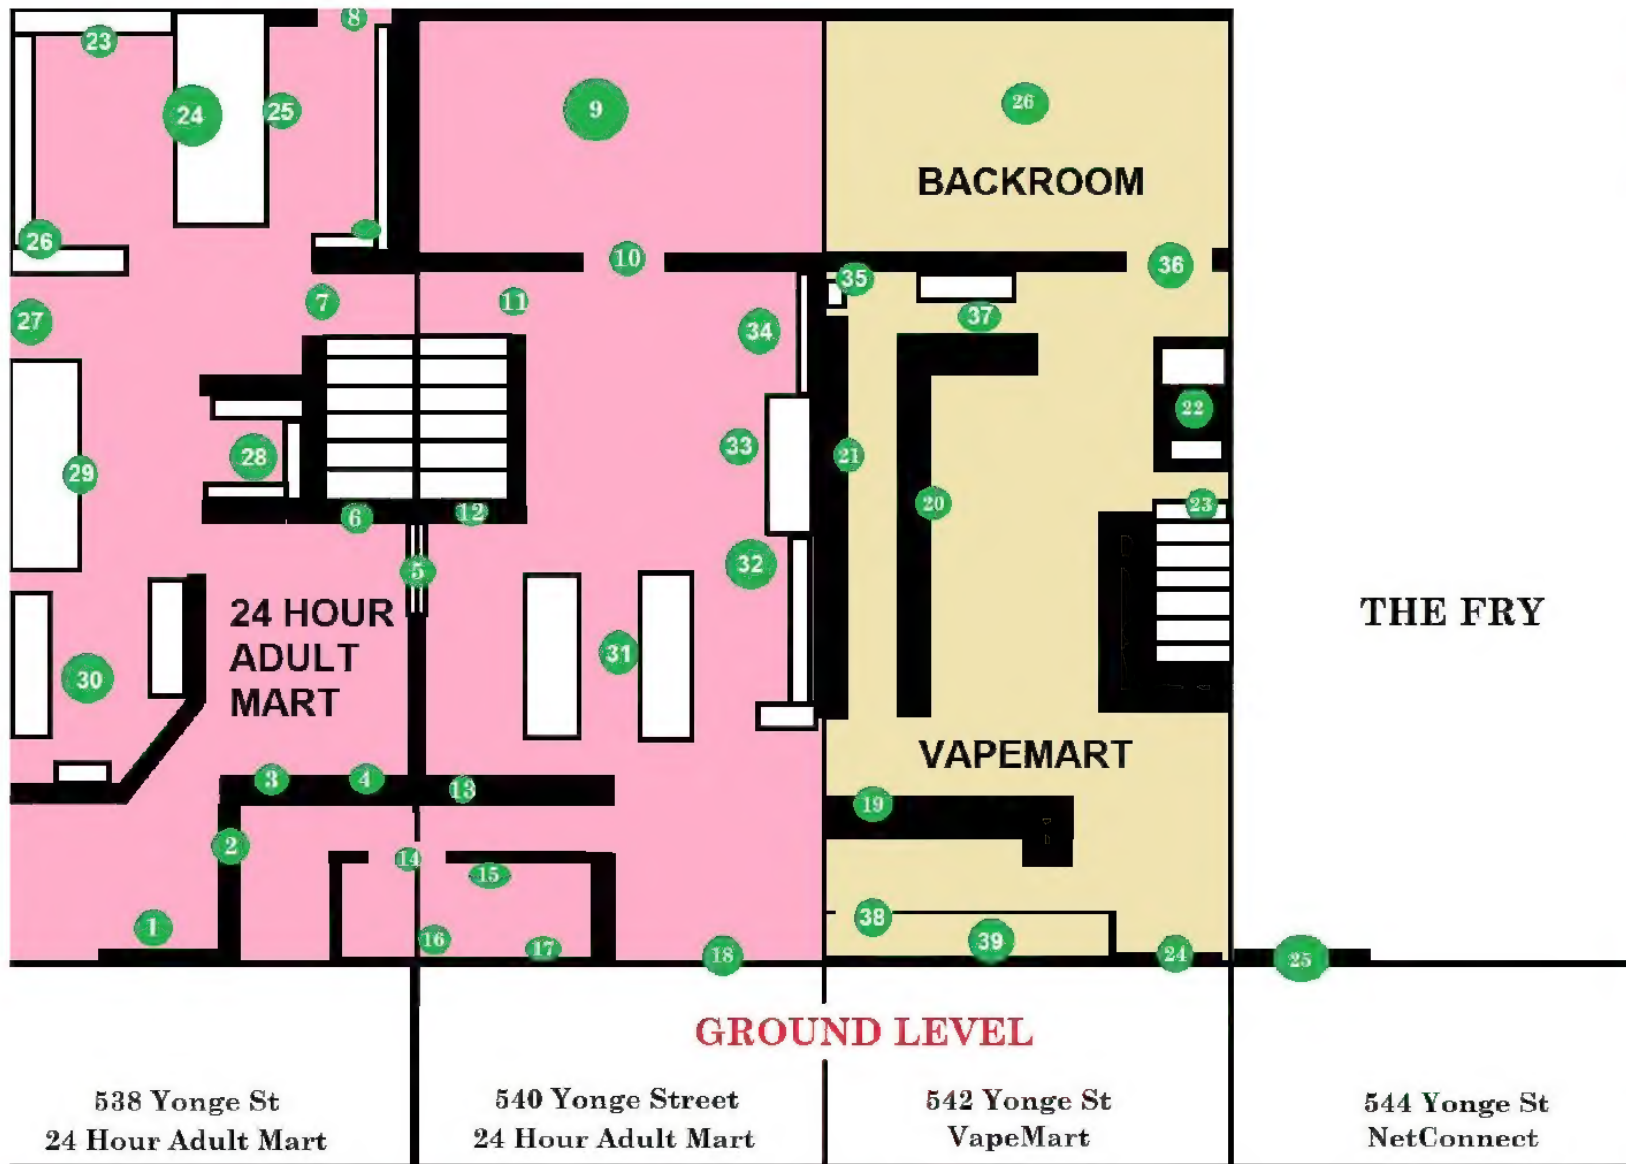 8
23
24
25
9
26
BACKROOM
26
10
35
36
7
11
27
34
37
22
28
33
21
29
20
23
6
12
5
32
24 HOUR
ADULT
MART
31
THE FRY
30
VAPEMART
3
4
13
19
2
14
15
1
16
17
18
38
39
24
25
GROUND LEVEL
538 Yonge St
24 Hour Adult Mart
540 Yonge Street
24 Hour Adult Mart
542 Yonge St
VapeMart
544 Yonge St
NetConnect